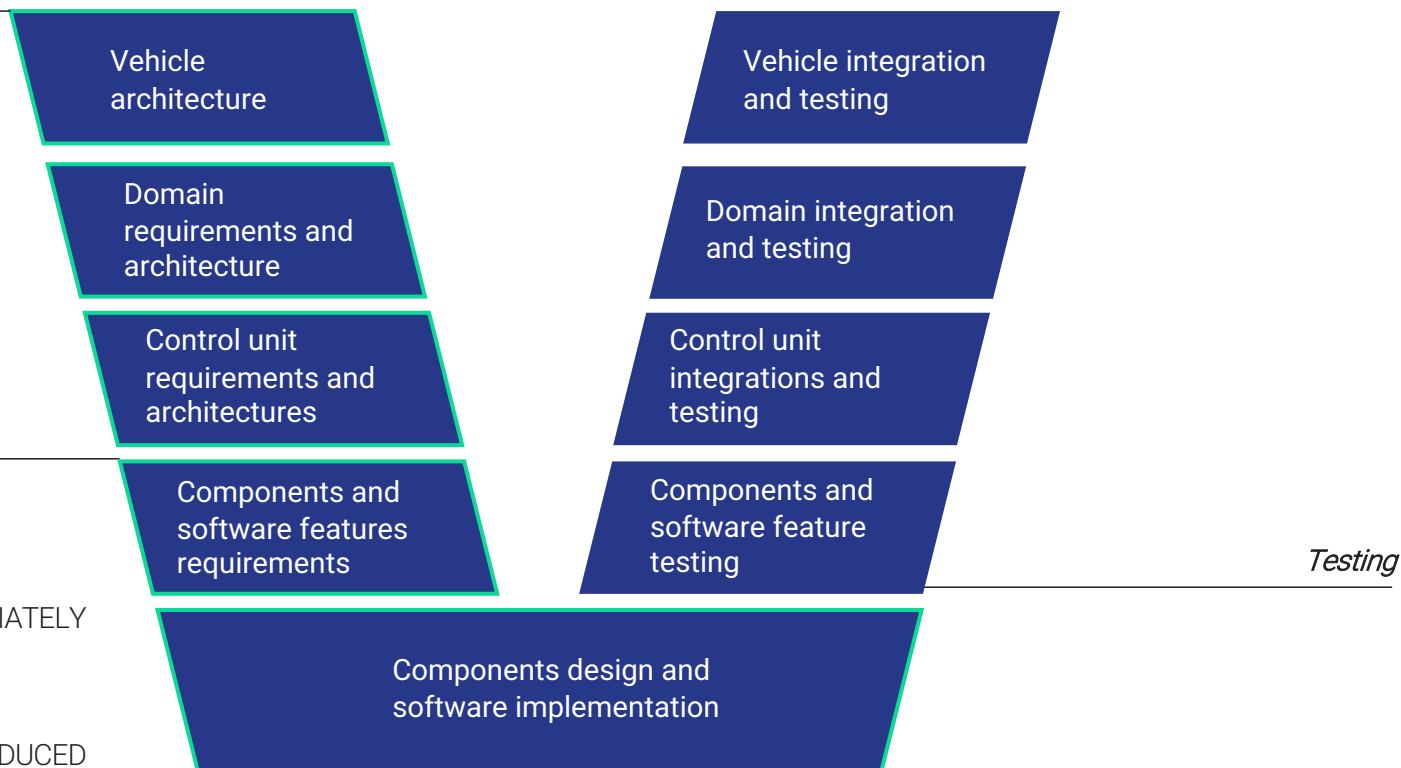 Vehicle
architecture
Vehicle integration
and testing
Domain
requirements and
architecture
Domain integration
and testing
Control unit
requirements and
architectures
Control unit
integrations and
testing
Components and
software features
requirements
Components and
software feature
testing
Testing
IATELY
Components design and
software implementation
DUCED